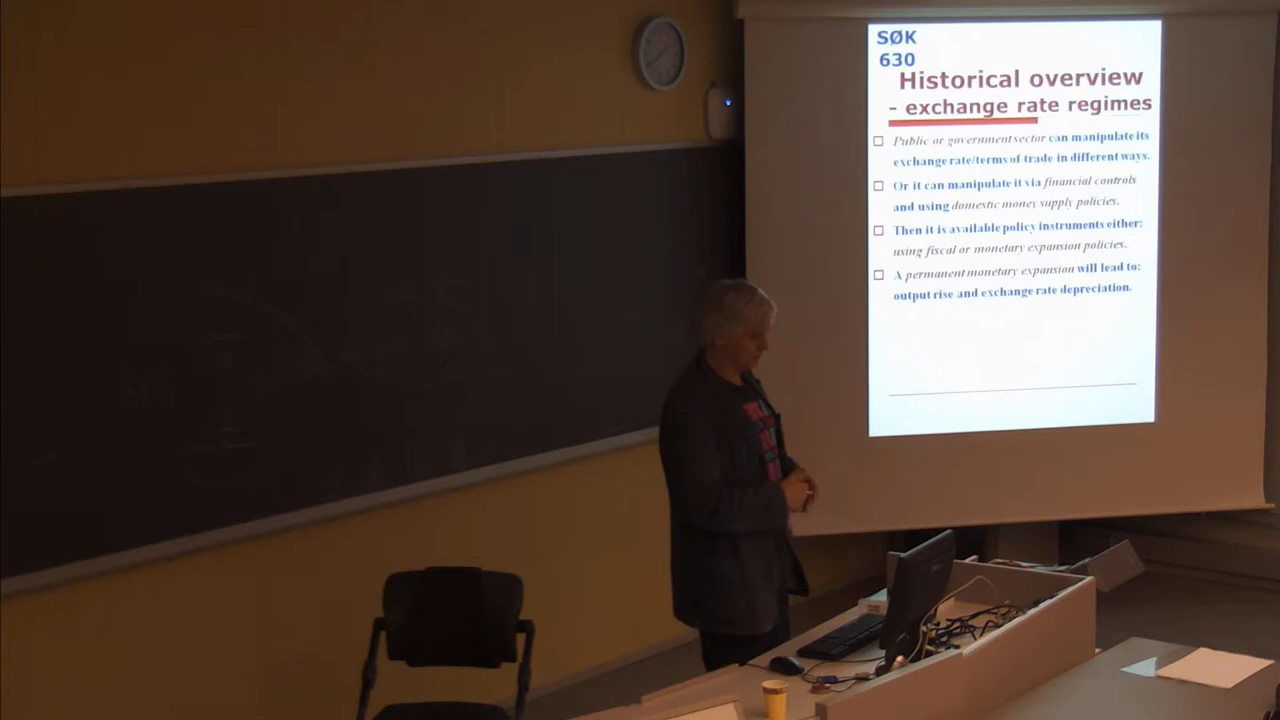 SØK
630
Historical overview
- exchange rate regimes
Public or government sector can manipulate its
exchange rate/terms of trade in different ways.
Or it can manipulate it via financial controls
and using domestic money supply policies.
Then it is available policy instruments either:
using fiscal or monetary expansion policies.
A permanent monetary expansion will lead to:
output rise and exchange rate depreciation.